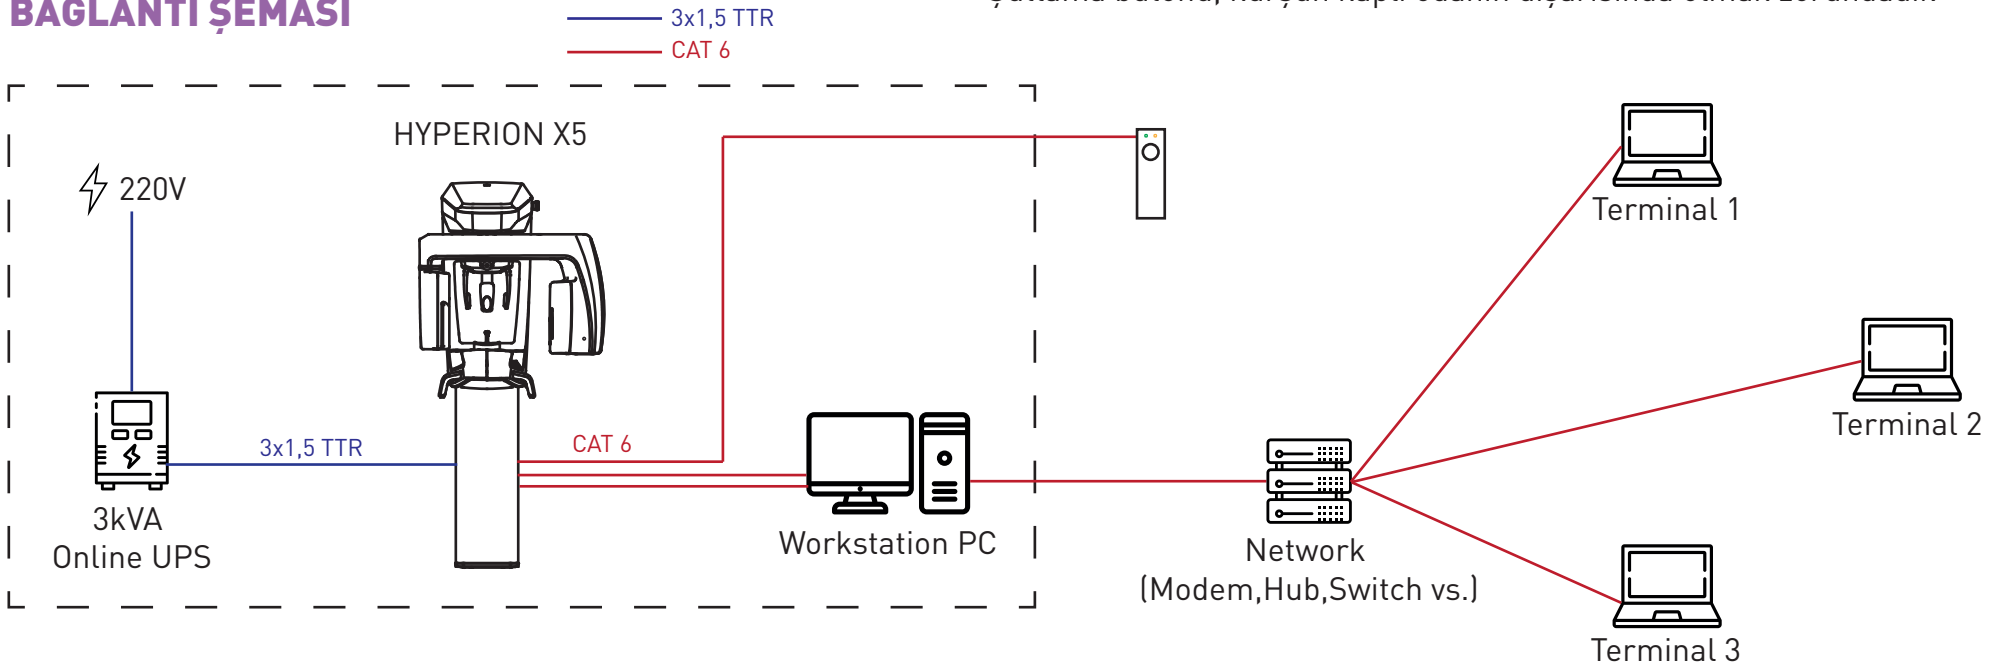 BAĞLANTI ŞEMASI
3x1,5 TTR
CAT 6
HYPERION X5
220V
3x1,5 TTR
CAT 6
3kVA
Online UPS
Workstation PC
Network
(Modem,Hub,Switch vs.)
Terminal 1
Terminal 2
Terminal 3